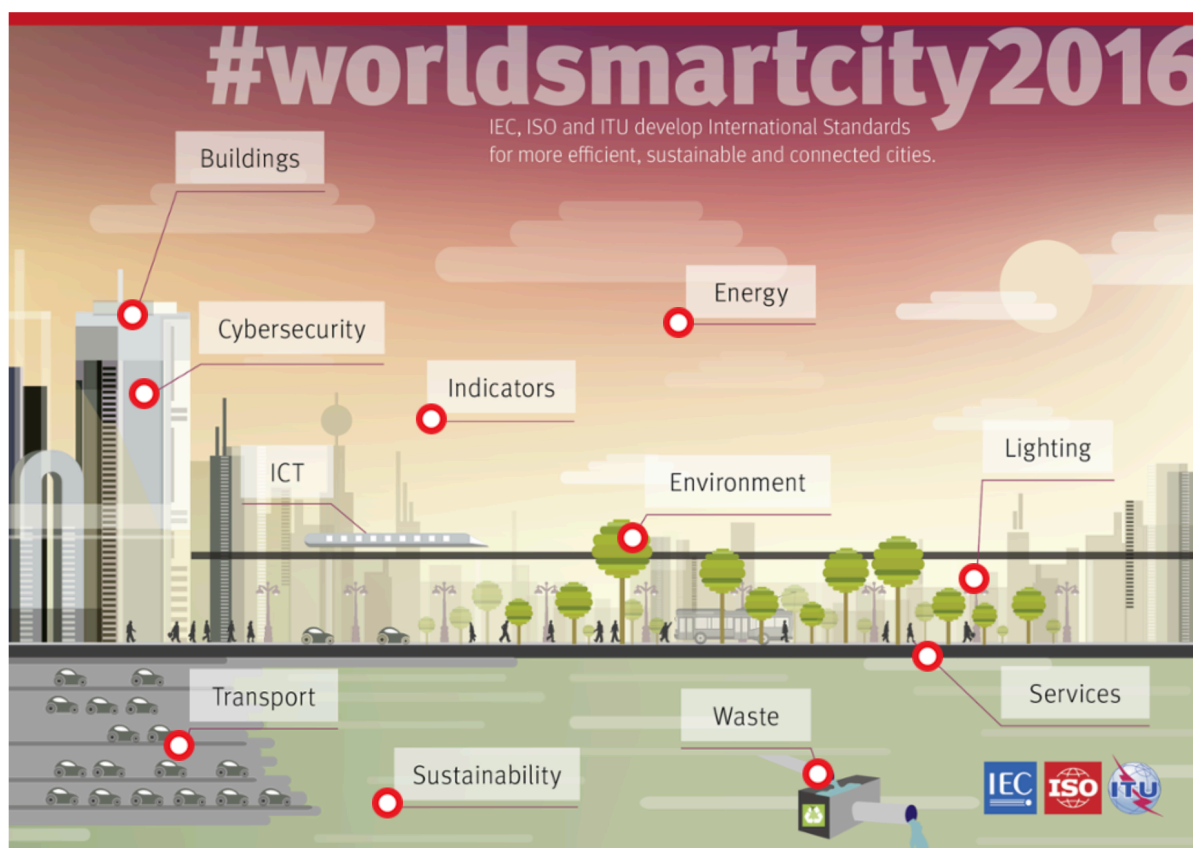 #worldsmartcity2016
IEC, ISO and ITU develop International Standards
for more efficient, sustainable and connected cities.
Buildings
Energy
Cybersecurity
Indicators
Lighting
ICT
Environment
Transport
Services
Waste
Sustainability
IEC
ISO
ITU